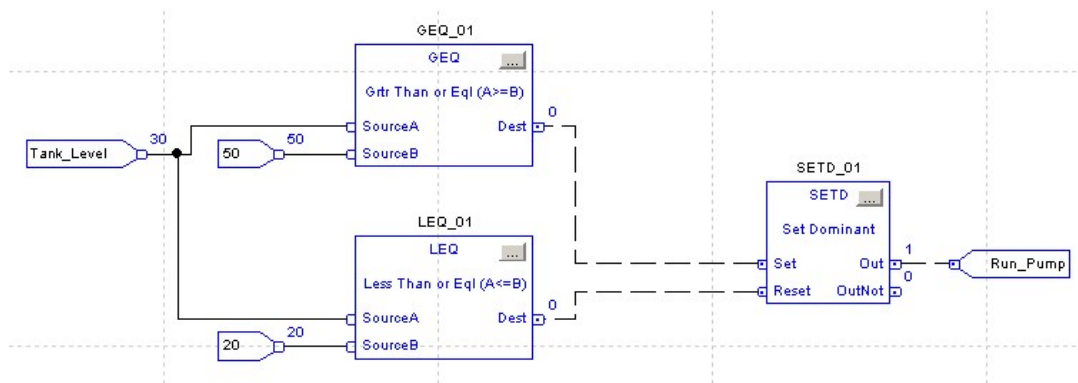 GEQ_01
GEQ
...
Grtr Than or Eql (A>=B)
0
30
50
SourceA
Dest
Tank_Level
50
SourceB
SETD_01
SETD
...
LEQ_01
LEQ
...
Set Dominant
1
Less Than or Eql (A<=B)
Set
Out
Run_Pump
0
0
Reset
OutNot
SourceA
Dest
20
20
SourceB